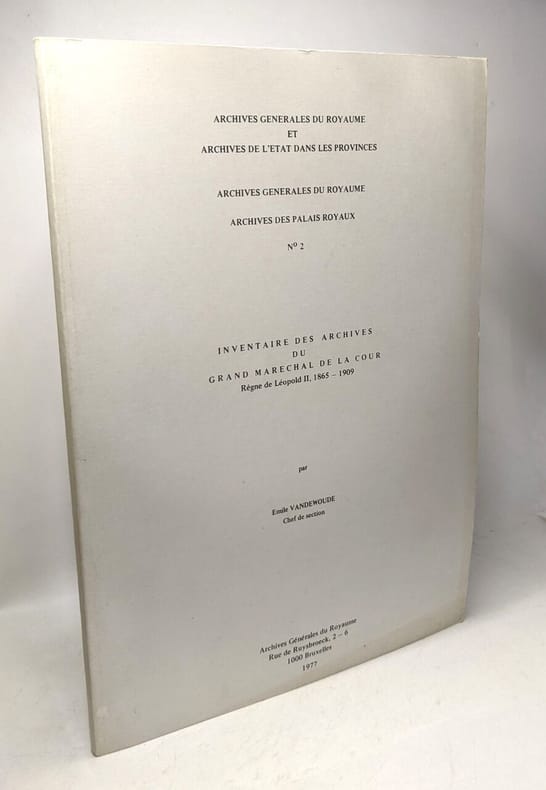 ARCHIVES GENERALES DU ROYAUME
ET
ARCHIVES DE L'ETAT DANS LES PROVINCES
ARCHIVES GENERALES DU ROYAUME
ARCHIVES DES PALAIS ROYAUX
Nº 2
INVENTAIRE DES ARCHIVES
DU
GRAND MARECHAL DE LA COUR
Règne de Léopold II, 1865 – 1909
par
Emile VANDEWOUDE
Chef de section
Archives Générales du Royaume
Rue de Ruysbroeck, 2 – 6
1000 Bruxelles
1977